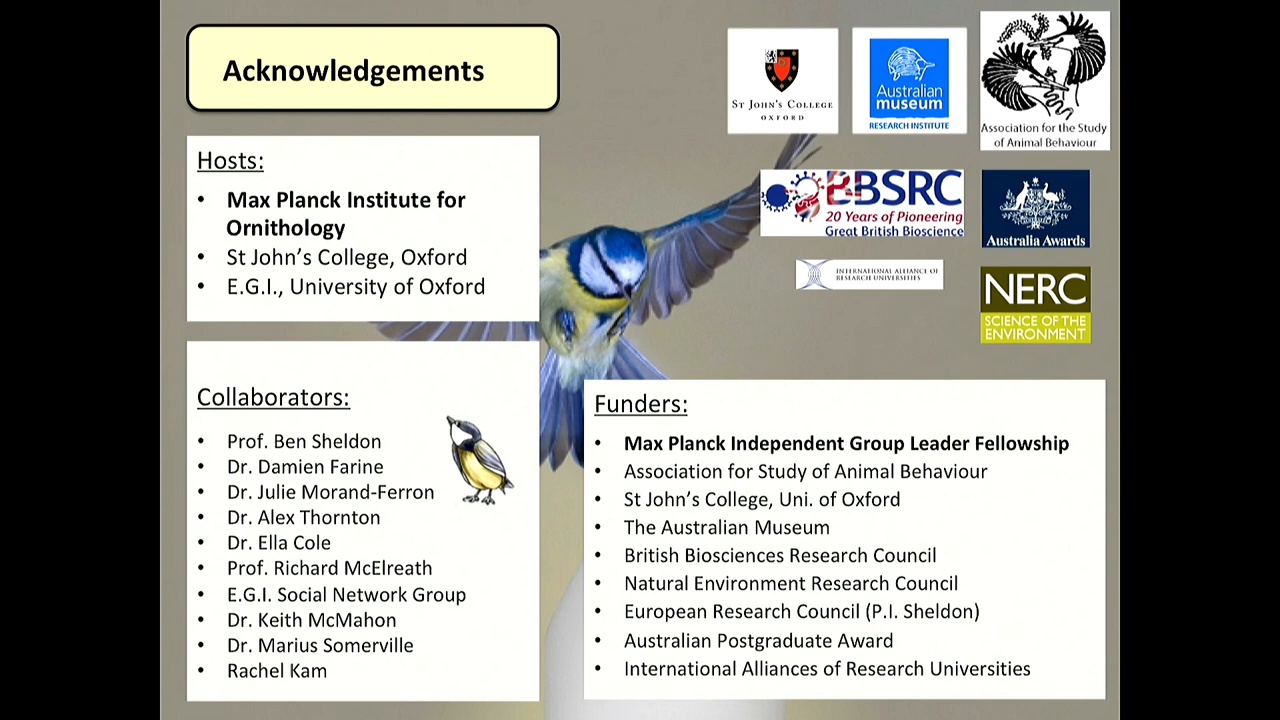 Acknowledgements
ST JOHN'S COLLEGE
OXFORD
Australian
museum
RESEARCH INSTITUTE
Association for the Study
of Animal Behaviour
BBSRC
20 Years of Pioneering
Great British Bioscience
Australia Awards
INTERNATIONAL ALLIANCE OF
RESEARCH UNIVERSITIES
NERC
SCIENCE OF THE
ENVIRONMENT
Hosts:
• Max Planck Institute for
Ornithology
• St John's College, Oxford
• E.G.I., University of Oxford
Collaborators:
• Prof. Ben Sheldon
• Dr. Damien Farine
• Dr. Julie Morand-Ferron
• Dr. Alex Thornton
• Dr. Ella Cole
• Prof. Richard McElreath
• E.G.I. Social Network Group
• Dr. Keith McMahon
• Dr. Marius Somerville
• Rachel Kam
Funders:
• Max Planck Independent Group Leader Fellowship
• Association for Study of Animal Behaviour
• St John's College, Uni. of Oxford
• The Australian Museum
• British Biosciences Research Council
• Natural Environment Research Council
• European Research Council (P.I. Sheldon)
• Australian Postgraduate Award
• International Alliances of Research Universities